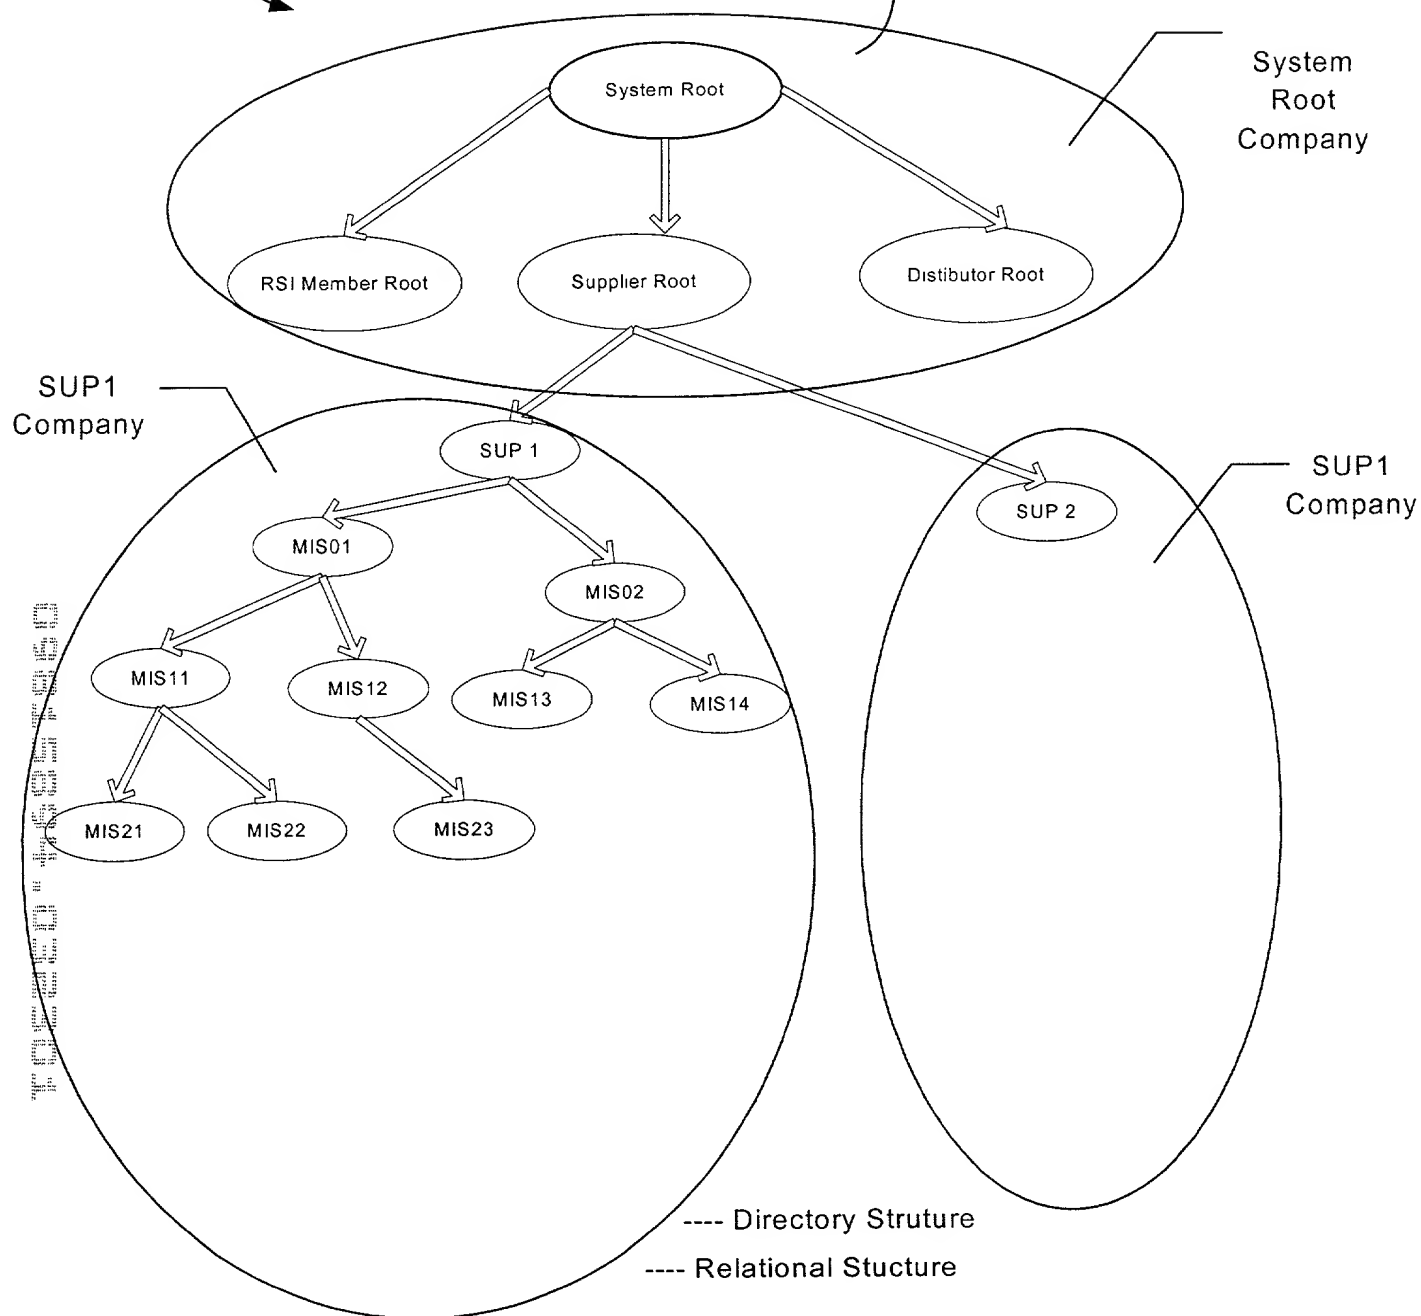 System Root
System
Root
Company
RSI Member Root
Supplier Root
Distibutor Root
SUP1
Company
SUP 1
SUP1
Company
SUP 2
MIS01
MIS02
MIS11
MIS12
MIS13
MIS14
MIS21
MIS22
MIS23
---- Directory Struture
---- Relational Stucture